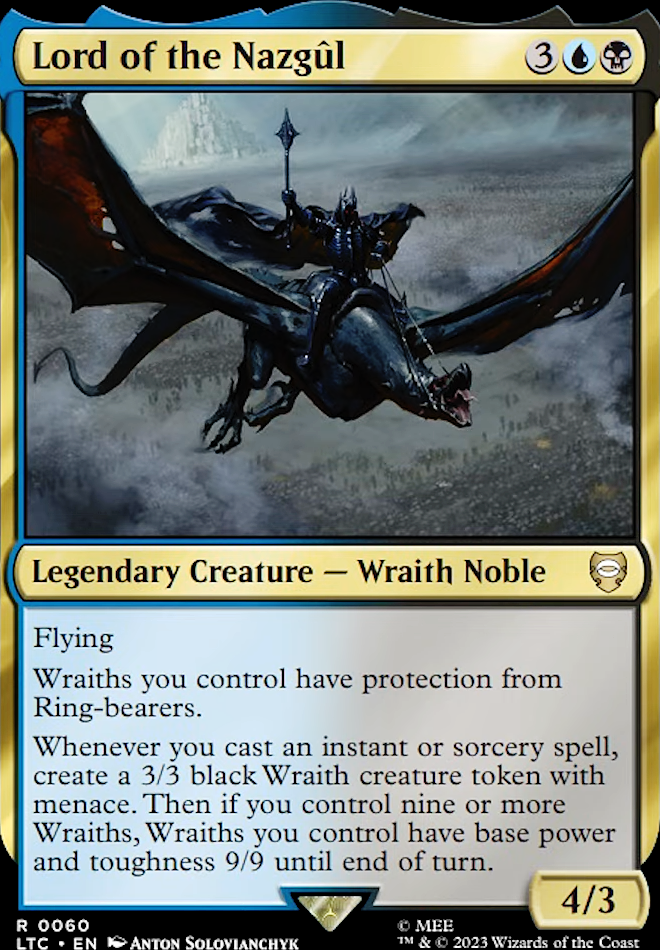 Lord of the Nazgûl 3
Legendary Creature — Wraith Noble
Flying
Wraiths you control have protection from
Ring-bearers.
Whenever you cast an instant or sorcery spell,
create a 3/3 black Wraith creature token with
menace. Then if you control nine or more
Wraiths, Wraiths you control have base power
and toughness 9/9 until end of turn.
4/3
R 0060 © MEE
LTC • EN Anton Solovianchyk ™ & © 2023 Wizards of the Coast